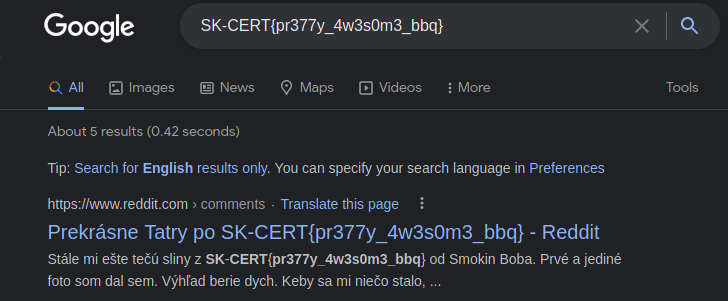 Google
SK-CERT{pr377y_4w3s0m3_bbq}
All Images News Maps Videos More Tools
About 5 results (0.42 seconds)
Tip: Search for English results only. You can specify your search language in Preferences
https://www.reddit.com › comments · Translate this page
Prekrásne Tatry po SK-CERT{pr377y_4w3s0m3_bbq} - Reddit
Stále mi ešte tečú sliny z SK-CERT{pr377y_4w3s0m3_bbq} od Smokin Boba. Prvé a jediné
foto som dal sem. Výhľad berie dych. Keby sa mi niečo stalo, ...